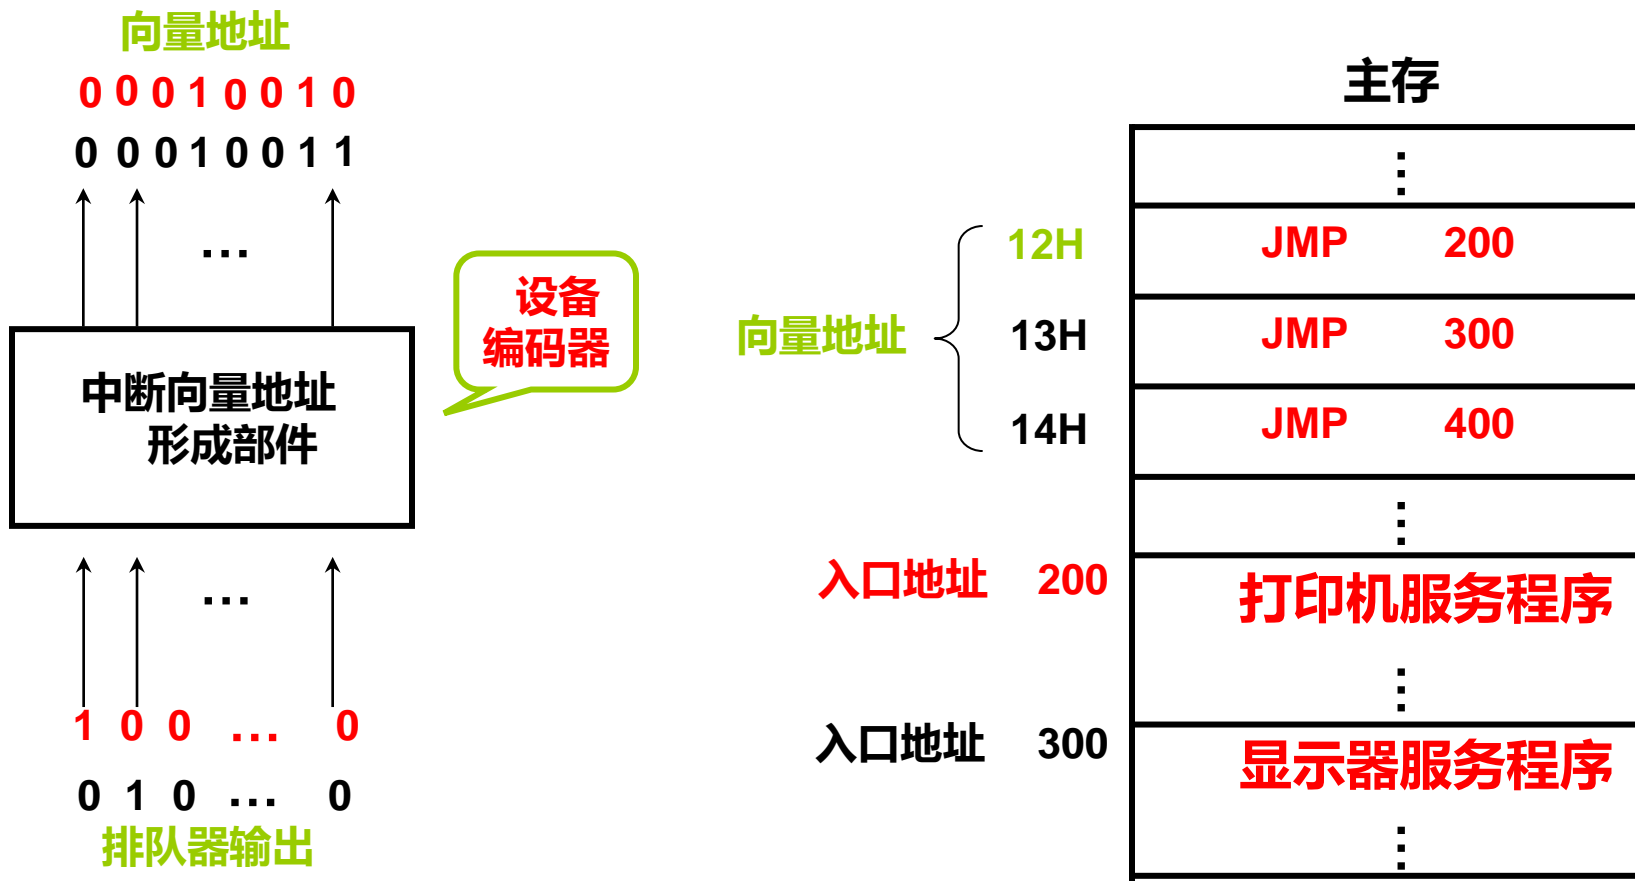 向量地址
0 0 0 1 0 0 1 0
0 0 0 1 0 0 1 1
...
设备
编码器
中断向量地址
形成部件
...
1 0 0 ... 0
0 1 0 ... 0
排队器输出
主存
⋮
12H JMP 200
向量地址 13H JMP 300
14H JMP 400
⋮
入口地址 200 打印机服务程序
⋮
入口地址 300 显示器服务程序
⋮